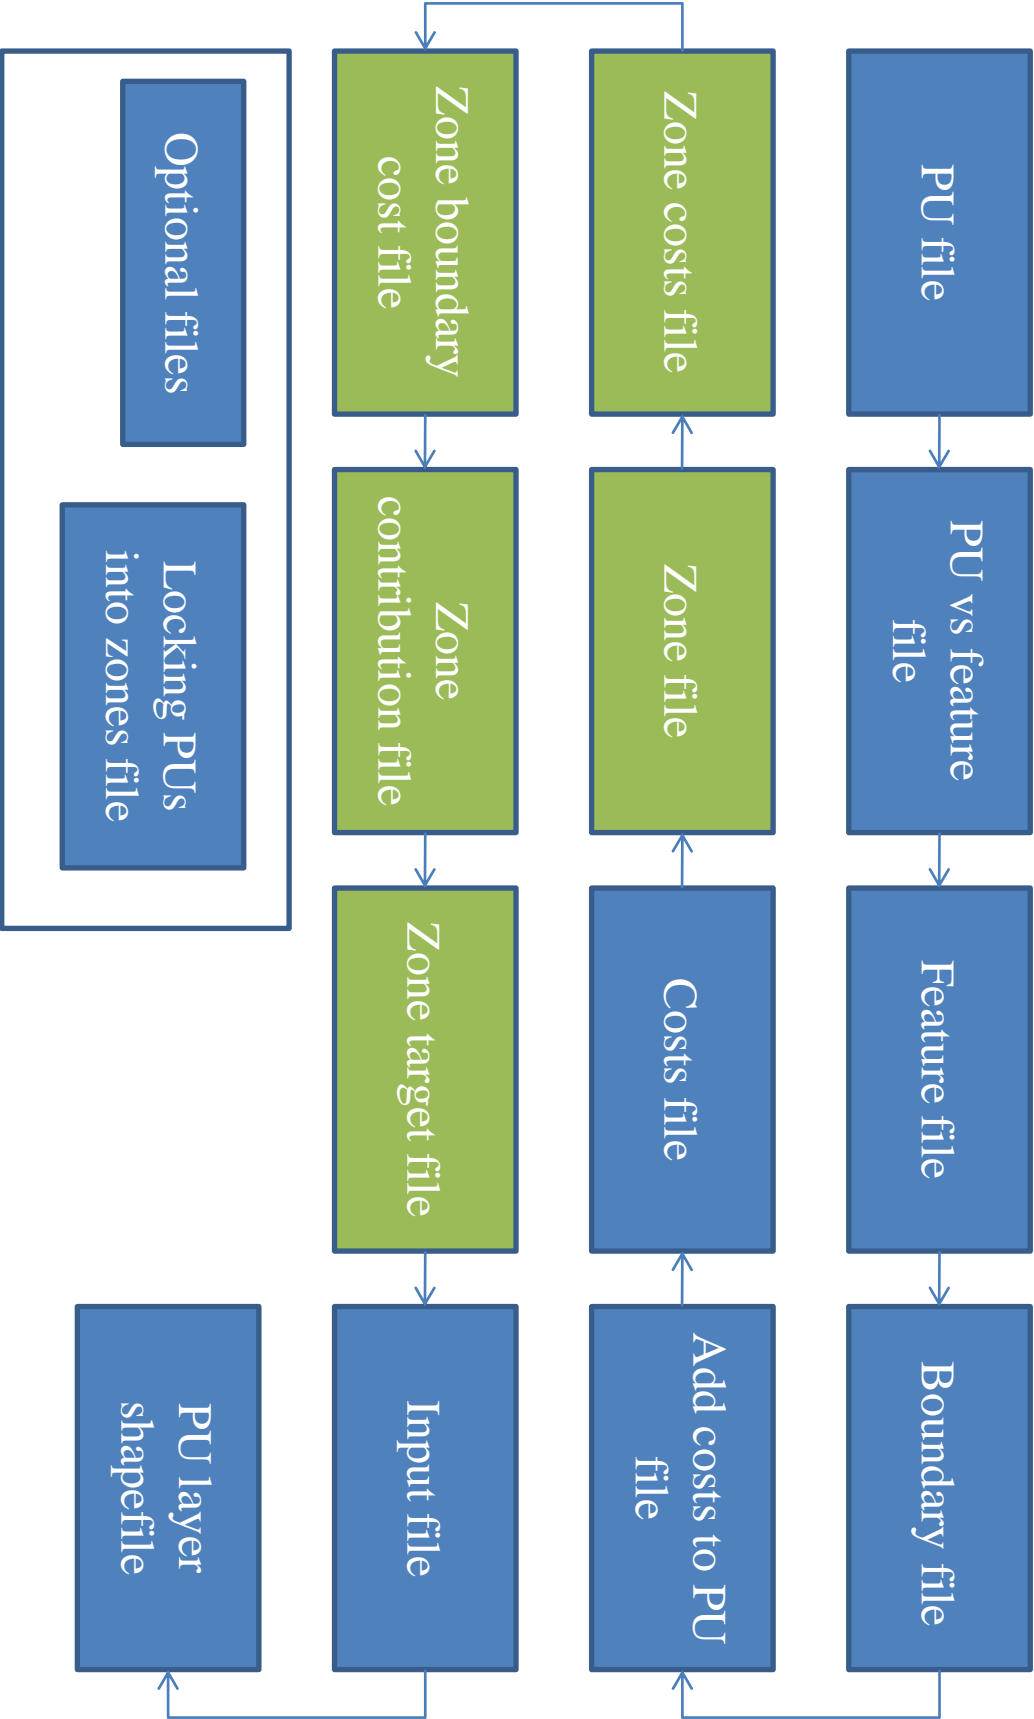 PU file
PU vs feature
file
Feature file
Boundary file
Zone costs file
Zone file
Costs file
Add costs to PU
file
Zone boundary
cost file
Zone
contribution file
Zone target file
Input file
Optional files
Locking PUs
into zones file
PU layer
shapefile